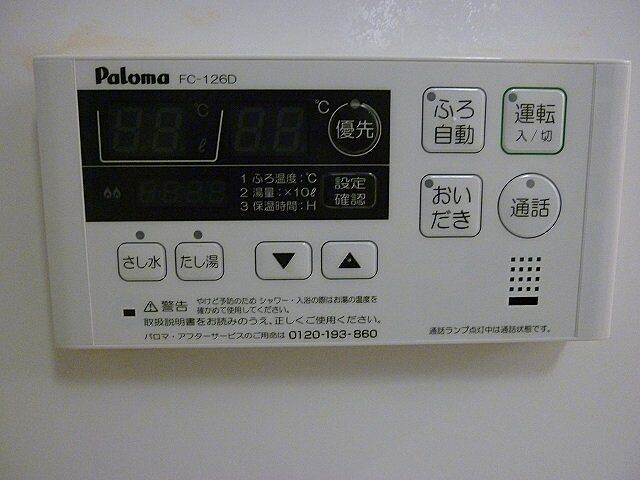 Paloma FC-126D
℃ ℃
ℓ
優先
ふろ
自動
運転
入/切
1 ふろ温度:℃
2 湯量:×10ℓ
3 保温時間:H
設定
確認
おい
だき
通話
さし水
たし湯
▼
▲
警告 やけど予防のため シャワー・入浴の際はお湯の温度を
確かめて使用してください。
取扱説明書をお読みのうえ、正しくご使用ください。
パロマ・アフターサービスのご用命は 0120-193-860
通話ランプ点灯中は通話状態です。